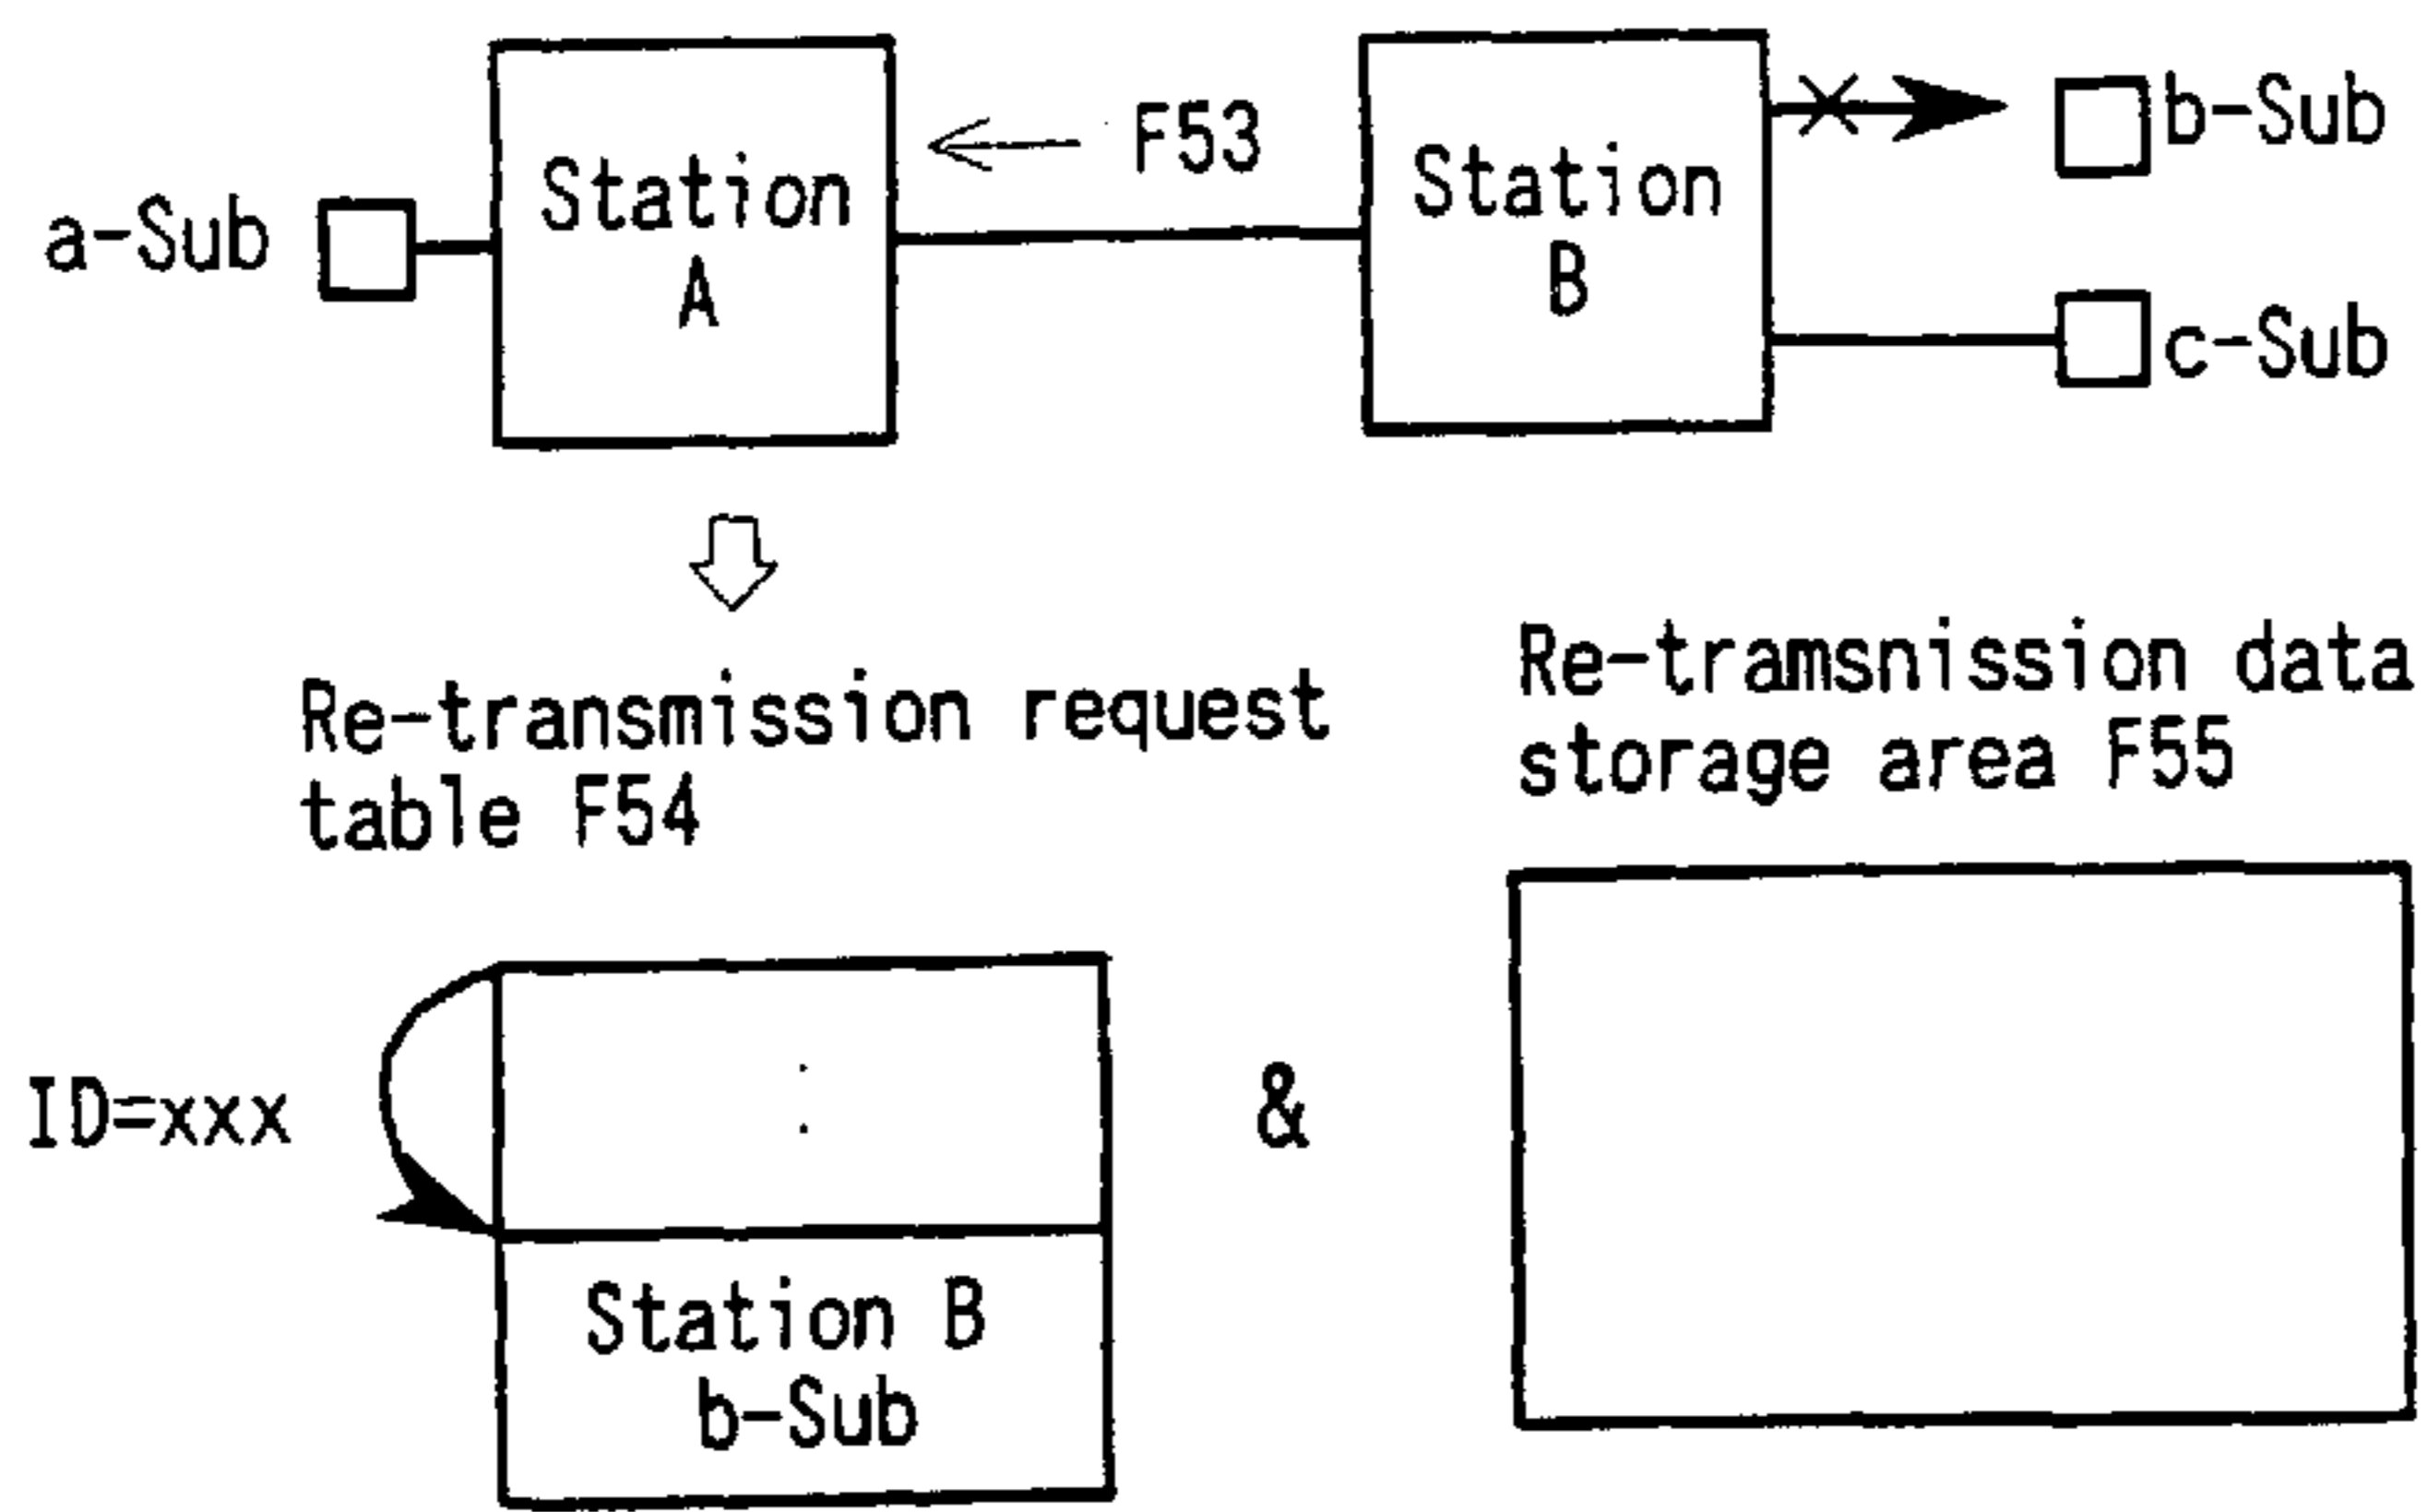 a-Sub
Station
A
F53
Station
B
b-Sub
c-Sub
Re-transmission request
table F54
Re-tramsnission data
storage area F55
ID=xxx
:
&
Station B
b-Sub